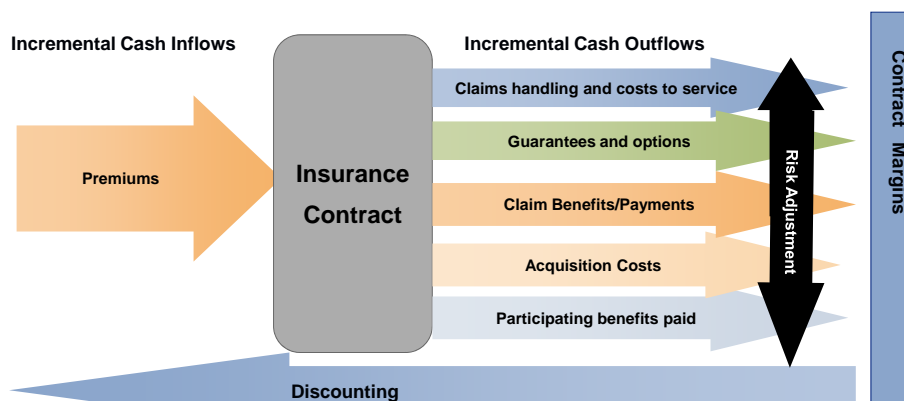 Incremental Cash Inflows
Incremental Cash Outflows
Premiums
Insurance
Contract
Claims handling and costs to service
Guarantees and options
Claim Benefits/Payments
Acquisition Costs
Participating benefits paid
Risk Adjustment
Contract Margins
Discounting